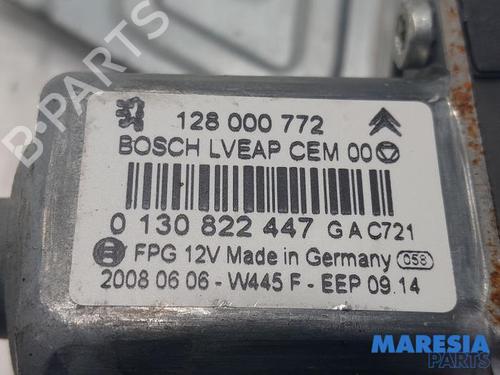 128 000 772
BOSCH LVEAP CEM 00
0 130 822 447 G A C721
FPG 12V Made in Germany 058
2008 06 06 - W445 F - EEP 09.14
B-PARTS
MARESIA
PARTS